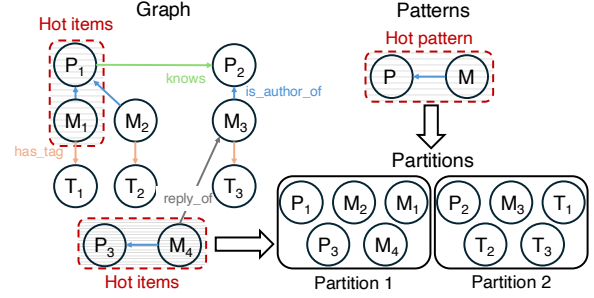 Graph
Patterns
Hot items
Hot pattern
P1
knows
P2
P
M
is_author_of
M1
M2
M3
has_tag
Partitions
T1
T2
reply_of
T3
P1
M2
M1
P2
M3
T1
P3
M4
P3
M4
T2
T3
Hot items
Partition 1
Partition 2